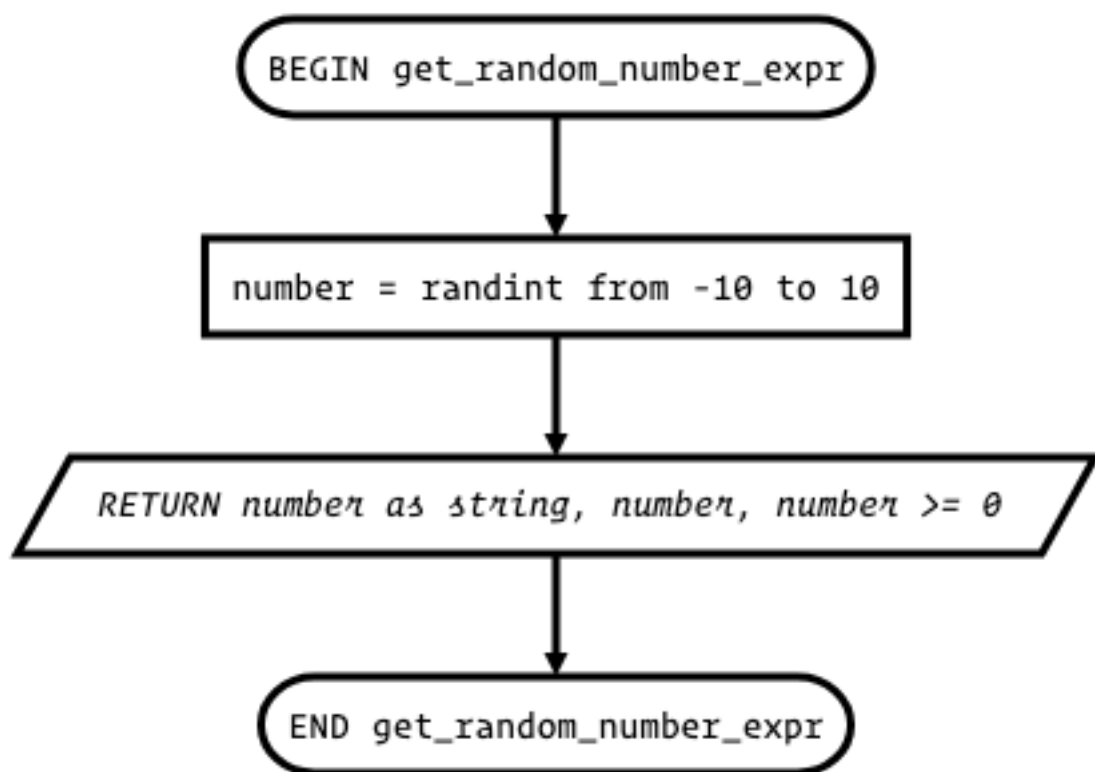 BEGIN get_random_number_expr
number = randint from -10 to 10
RETURN number as string, number, number >= 0
END get_random_number_expr